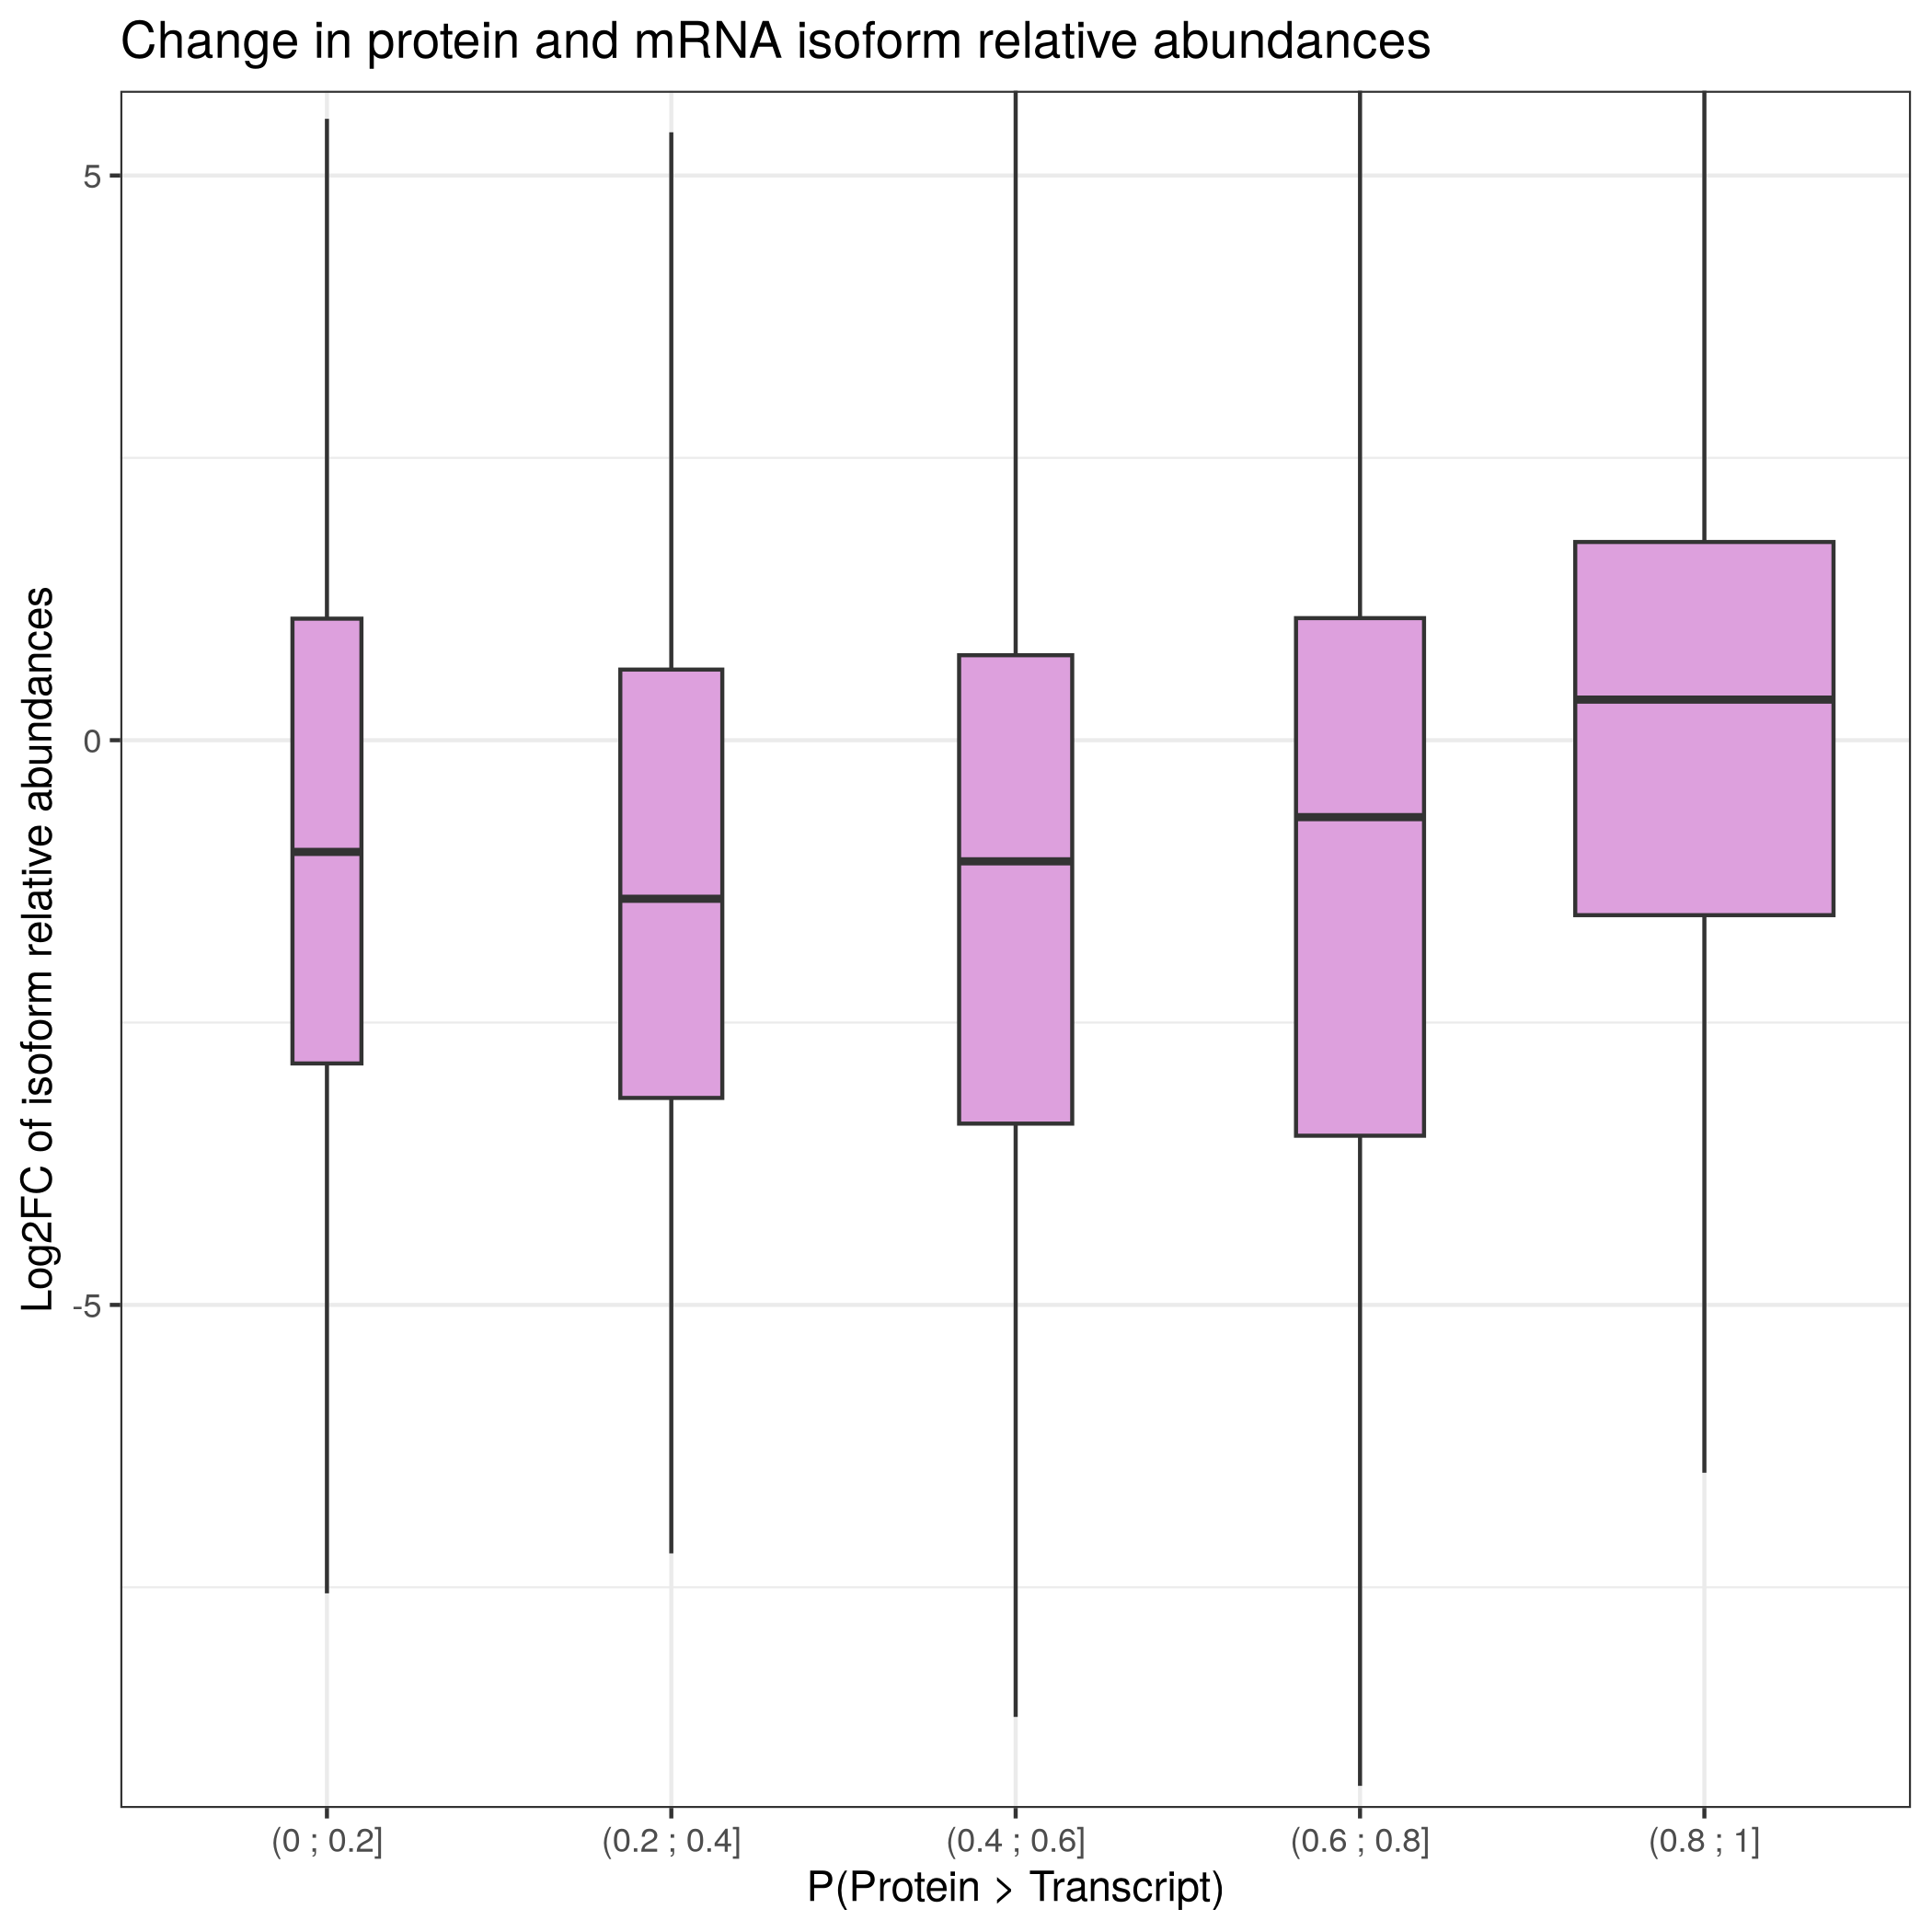 Change in protein and mRNA isoform relative abundances
Log2FC of isoform relative abundances
5
0
-5
(0 ; 0.2]
(0.2 ; 0.4]
(0.4 ; 0.6]
(0.6 ; 0.8]
(0.8 ; 1]
P(Protein > Transcript)